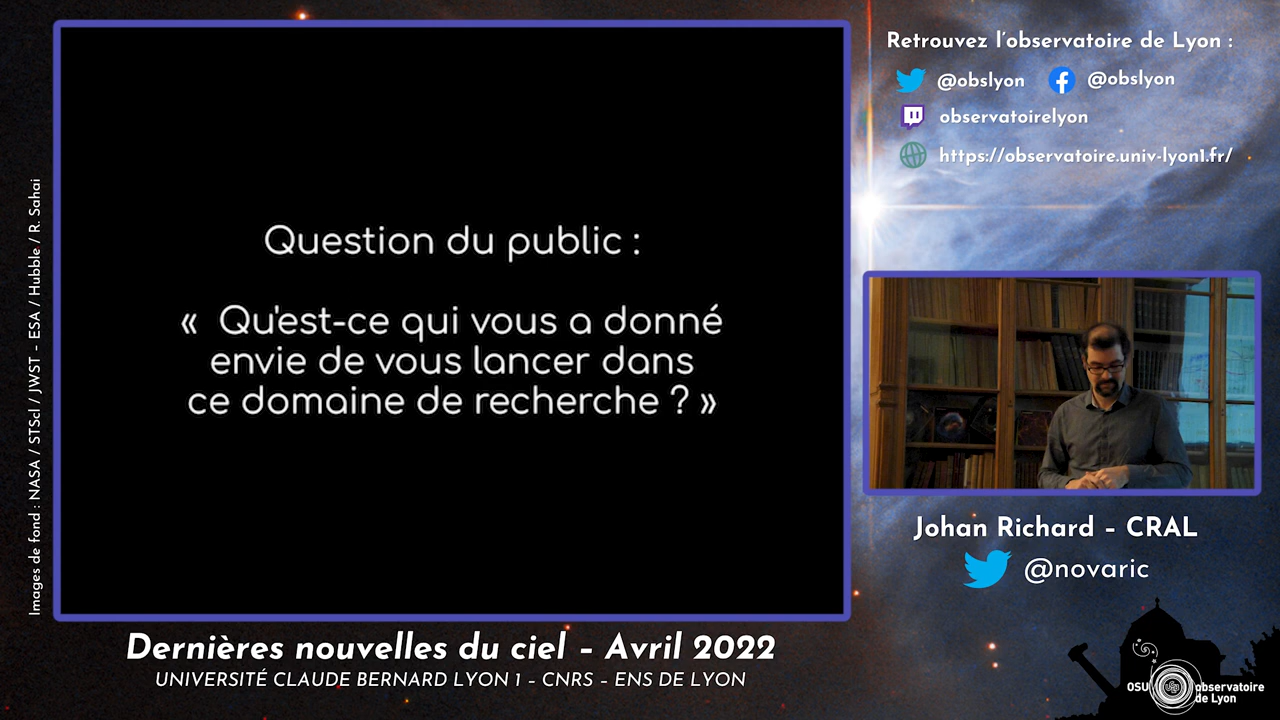 Images de fond : NASA / STScI / JWST - ESA / Hubble / R. Sahai
Question du public :
« Qu'est-ce qui vous a donné
envie de vous lancer dans
ce domaine de recherche ? »
Dernières nouvelles du ciel - Avril 2022
UNIVERSITÉ CLAUDE BERNARD LYON 1 - CNRS - ENS DE LYON
Retrouvez l'observatoire de Lyon :
@obslyon @obslyon
observatoirelyon
https://observatoire.univ-lyon1.fr/
Johan Richard - CRAL
@novaric
OSU observatoire
de Lyon